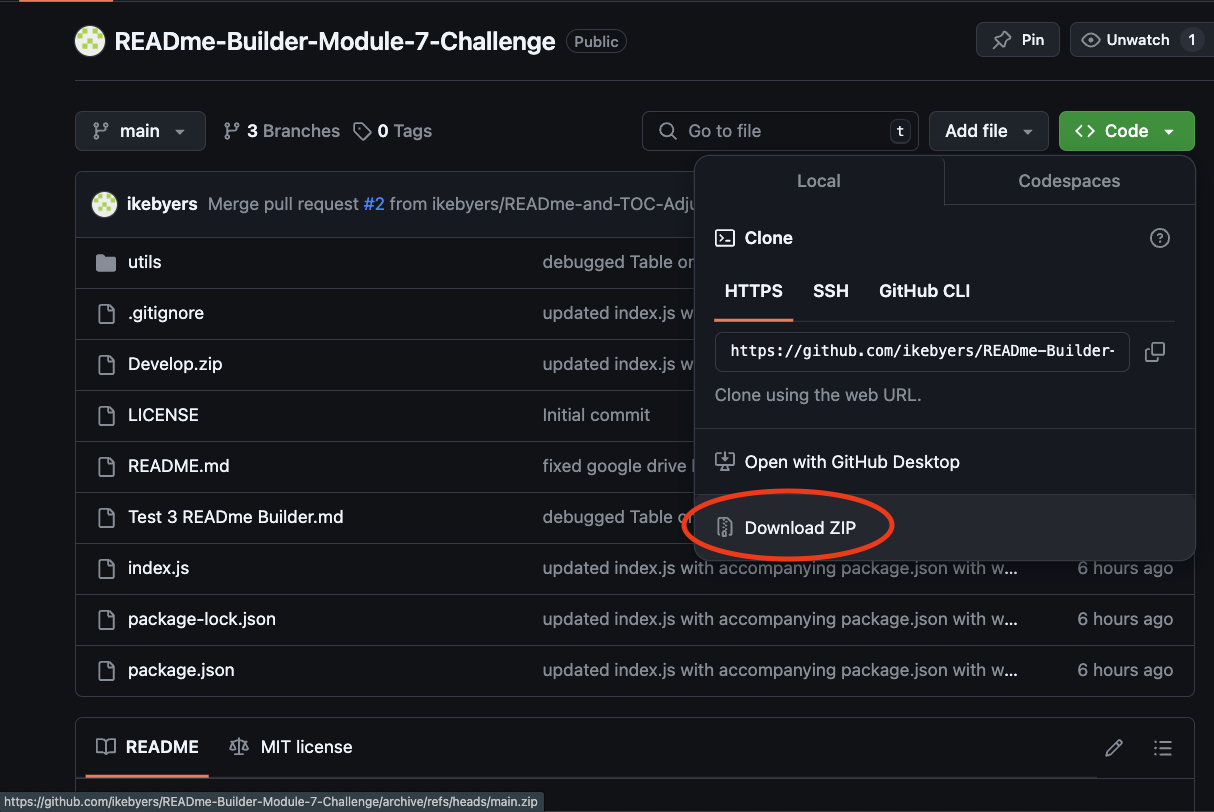 READme-Builder-Module-7-Challenge Public Pin Unwatch 1
main 3 Branches 0 Tags Go to file t Add file Code
Local Codespaces
ikebyers Merge pull request #2 from ikebyers/READme-and-TOC-Adju
Clone
utils debugged Table or
HTTPS SSH GitHub CLI
.gitignore updated index.js w
https://github.com/ikebyers/READme-Builder-
Develop.zip updated index.js w
Clone using the web URL.
LICENSE Initial commit
README.md fixed google drive
Open with GitHub Desktop
Test 3 READme Builder.md debugged Table or
Download ZIP
index.js updated index.js with accompanying package.json with w... 6 hours ago
package-lock.json updated index.js with accompanying package.json with w... 6 hours ago
package.json updated index.js with accompanying package.json with w... 6 hours ago
README MIT license
https://github.com/ikebyers/READme-Builder-Module-7-Challenge/archive/refs/heads/main.zip